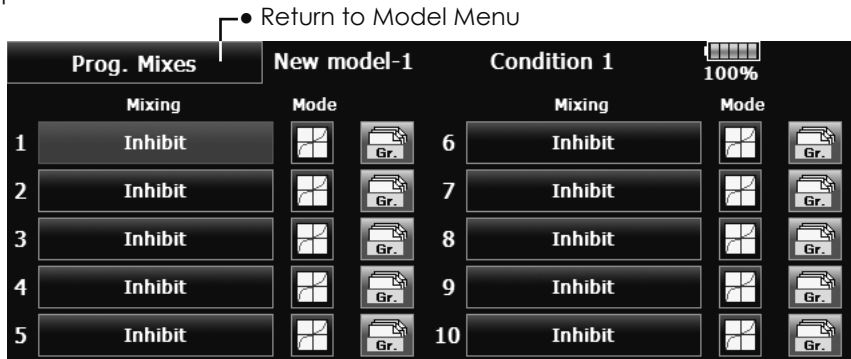 ● Return to Model Menu
Prog. Mixes New model-1 Condition 1 100%
Mixing Mode Mixing Mode
1 Inhibit Gr. 6 Inhibit Gr.
2 Inhibit Gr. 7 Inhibit Gr.
3 Inhibit Gr. 8 Inhibit Gr.
4 Inhibit Gr. 9 Inhibit Gr.
5 Inhibit Gr. 10 Inhibit Gr.